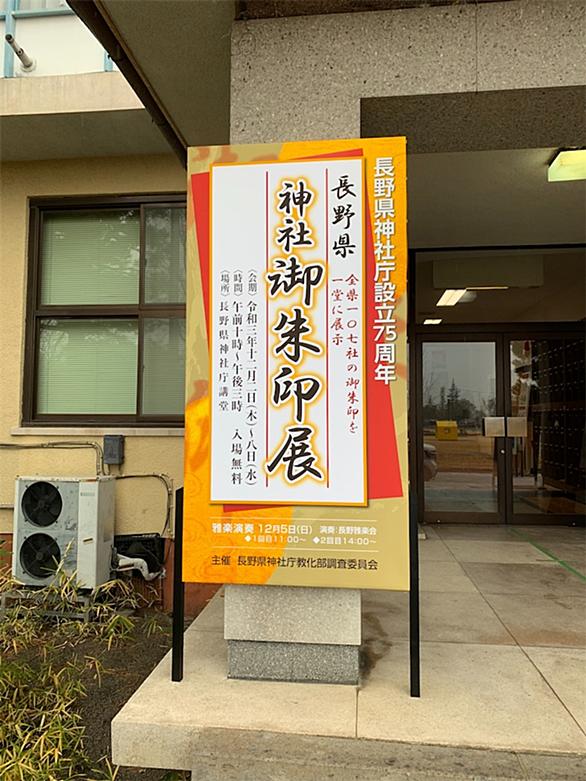 長野県神社庁設立75周年
長野県
全県一〇七社の御朱印を
一堂に展示
神社御朱印展
〈会期〉令和三年十二月二日(木)~八日(水)
〈時間〉午前十時~午後三時 入場無料
〈場所〉長野県神社庁講堂
雅楽演奏 12月5日(日) 演奏:長野雅楽会
◆1回目11:00~ ◆2回目14:00~
主催 長野県神社庁教化部調査委員会